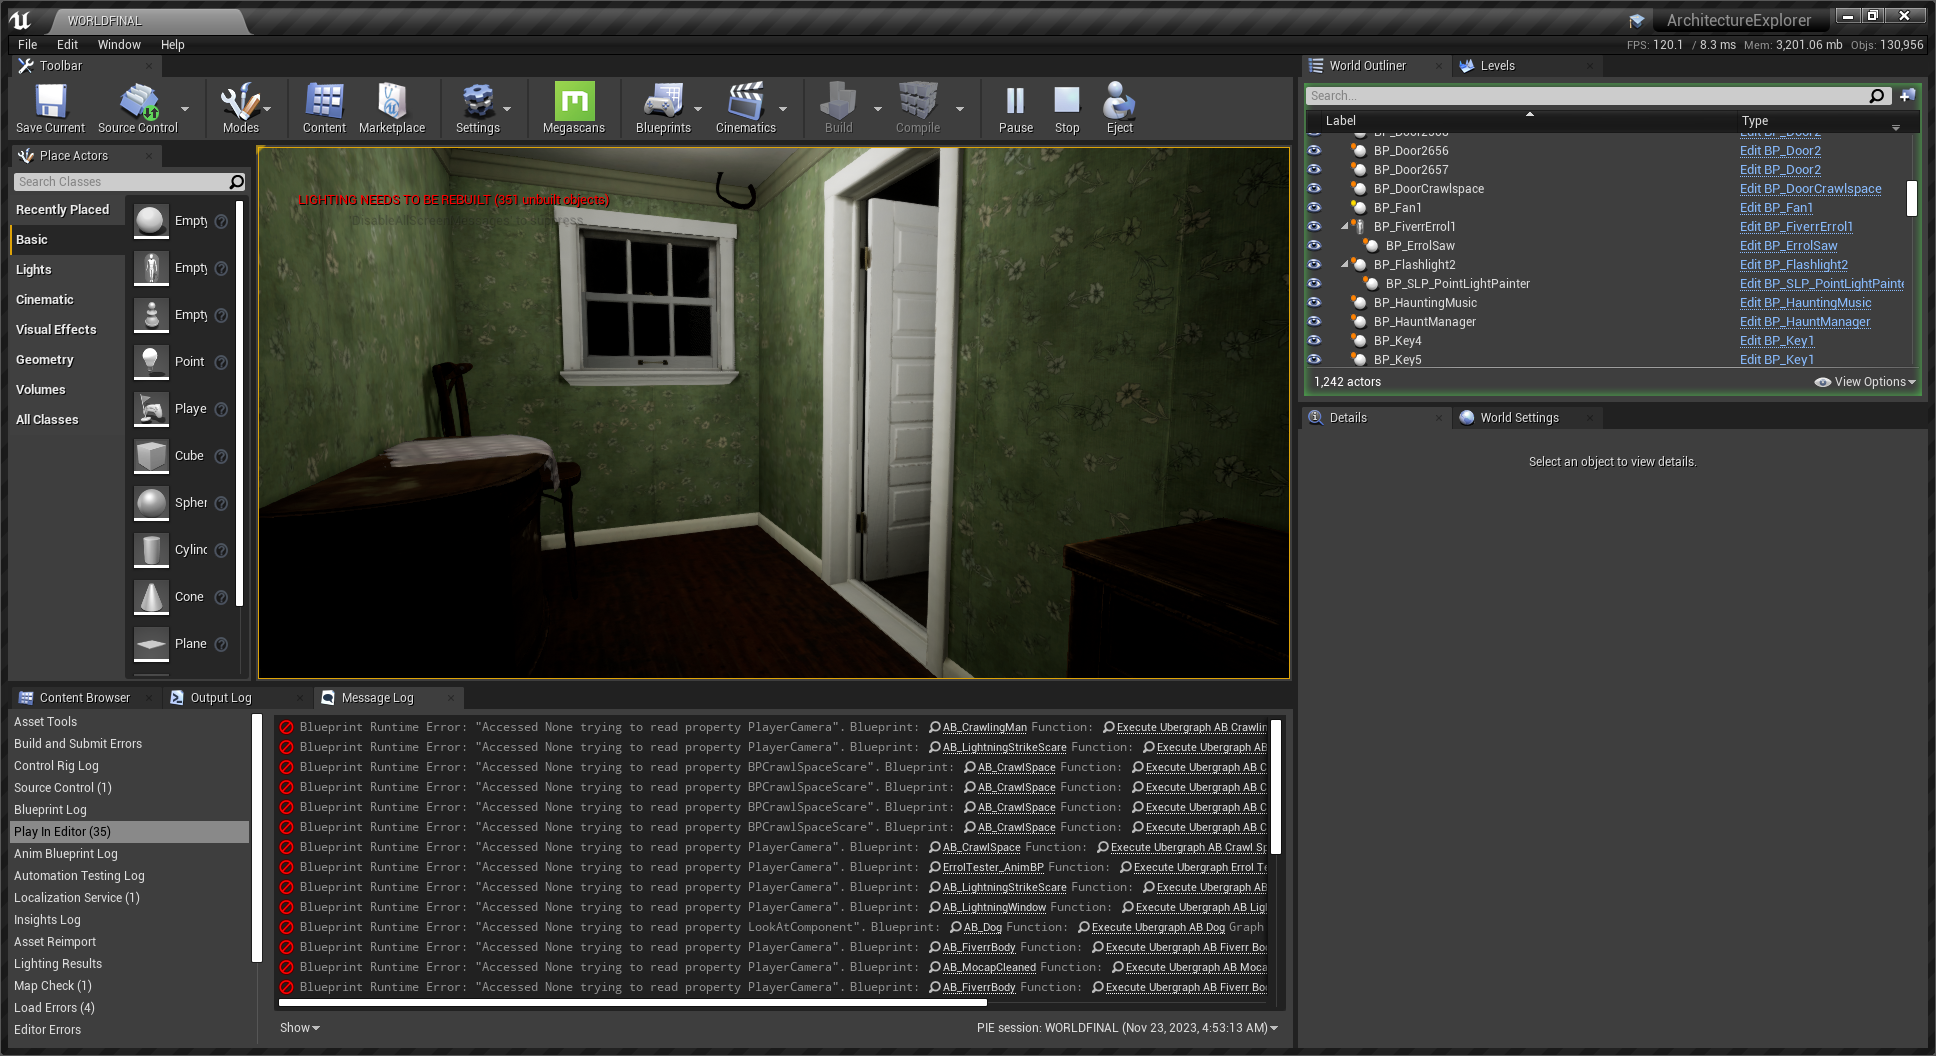 WORLDFINAL
ArchitectureExplorer
File Edit Window Help
FPS: 120.1 / 8.3 ms Mem: 3,201.06 mb Objs: 130,956
Toolbar
World Outliner
Levels
Save Current
Source Control
Modes
Content
Marketplace
Settings
Megascans
Blueprints
Cinematics
Build
Compile
Pause
Stop
Eject
Search...
Label Type
BP_Door2656 Edit BP_Door2
BP_Door2657 Edit BP_Door2
BP_DoorCrawlspace Edit BP_DoorCrawlspace
BP_Fan1 Edit BP_Fan1
BP_FiverrErrol1 Edit BP_FiverrErrol1
BP_ErrolSaw Edit BP_ErrolSaw
BP_Flashlight2 Edit BP_Flashlight2
BP_SLP_PointLightPainter Edit BP_SLP_PointLightPainte
BP_HauntingMusic Edit BP_HauntingMusic
BP_HauntManager Edit BP_HauntManager
BP_Key4 Edit BP_Key1
BP_Key5 Edit BP_Key1
1,242 actors
View Options
Place Actors
Search Classes
Recently Placed
Basic
Lights
Cinematic
Visual Effects
Geometry
Volumes
All Classes
Empty
Empty
Empty
Point
Playe
Cube
Spher
Cylinc
Cone
Plane
LIGHTING NEEDS TO BE REBUILT (351 unbuilt objects)
Details
World Settings
Select an object to view details.
Content Browser
Output Log
Message Log
Asset Tools
Build and Submit Errors
Control Rig Log
Source Control (1)
Blueprint Log
Play In Editor (35)
Anim Blueprint Log
Automation Testing Log
Localization Service (1)
Insights Log
Asset Reimport
Lighting Results
Map Check (1)
Load Errors (4)
Editor Errors
Blueprint Runtime Error: "Accessed None trying to read property PlayerCamera". Blueprint: AB_CrawlingMan Function: Execute Ubergraph AB Crawlin
Blueprint Runtime Error: "Accessed None trying to read property PlayerCamera". Blueprint: AB_LightningStrikeScare Function: Execute Ubergraph AB
Blueprint Runtime Error: "Accessed None trying to read property BPCrawlSpaceScare". Blueprint: AB_CrawlSpace Function: Execute Ubergraph AB C
Blueprint Runtime Error: "Accessed None trying to read property BPCrawlSpaceScare". Blueprint: AB_CrawlSpace Function: Execute Ubergraph AB C
Blueprint Runtime Error: "Accessed None trying to read property BPCrawlSpaceScare". Blueprint: AB_CrawlSpace Function: Execute Ubergraph AB C
Blueprint Runtime Error: "Accessed None trying to read property BPCrawlSpaceScare". Blueprint: AB_CrawlSpace Function: Execute Ubergraph AB C
Blueprint Runtime Error: "Accessed None trying to read property PlayerCamera". Blueprint: AB_CrawlSpace Function: Execute Ubergraph AB Crawl Sp
Blueprint Runtime Error: "Accessed None trying to read property PlayerCamera". Blueprint: ErrolTester_AnimBP Function: Execute Ubergraph Errol Te
Blueprint Runtime Error: "Accessed None trying to read property PlayerCamera". Blueprint: AB_LightningStrikeScare Function: Execute Ubergraph AB
Blueprint Runtime Error: "Accessed None trying to read property PlayerCamera". Blueprint: AB_LightningWindow Function: Execute Ubergraph AB Lig
Blueprint Runtime Error: "Accessed None trying to read property LookAtComponent". Blueprint: AB_Dog Function: Execute Ubergraph AB Dog Graph
Blueprint Runtime Error: "Accessed None trying to read property PlayerCamera". Blueprint: AB_FiverrBody Function: Execute Ubergraph AB Fiverr Bo
Blueprint Runtime Error: "Accessed None trying to read property PlayerCamera". Blueprint: AB_MocapCleaned Function: Execute Ubergraph AB Moca
Blueprint Runtime Error: "Accessed None trying to read property PlayerCamera". Blueprint: AB_FiverrBody Function: Execute Ubergraph AB Fiverr Bo
Show
PIE session: WORLDFINAL (Nov 23, 2023, 4:53:13 AM)